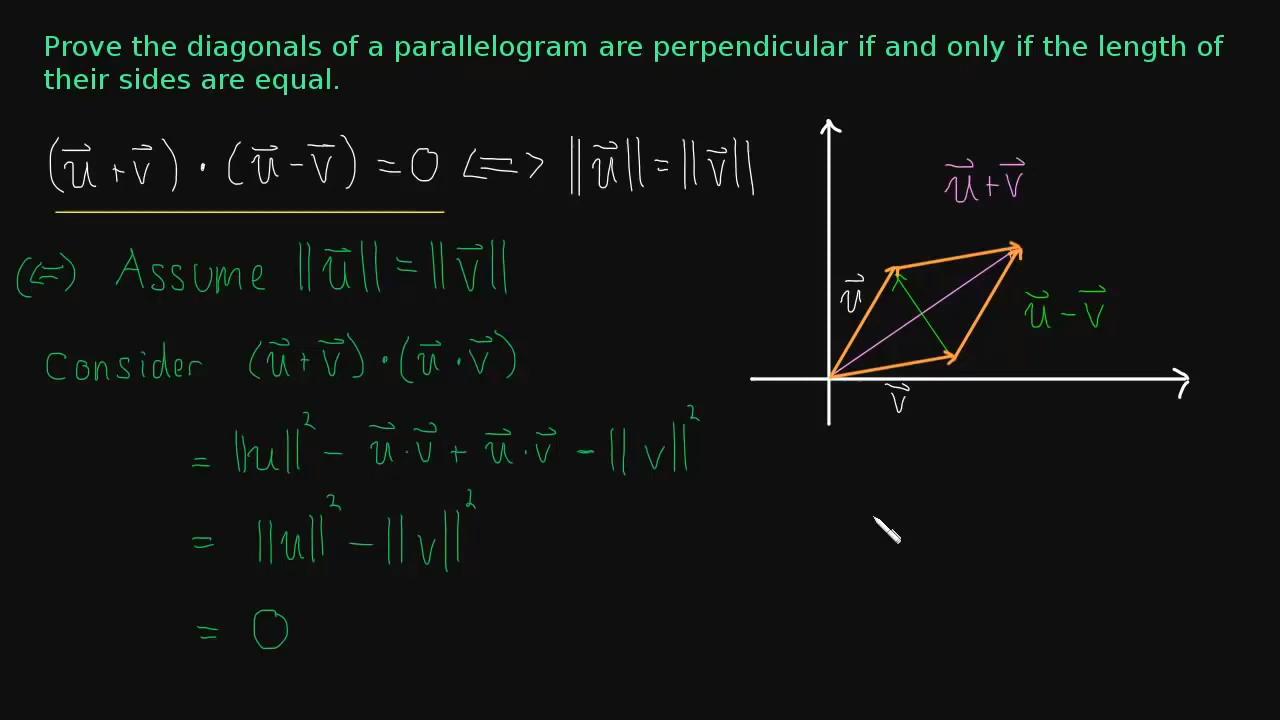 Prove the diagonals of a parallelogram are perpendicular if and only if the length of
their sides are equal.
(u⃗+v⃗) · (u⃗-v⃗) = 0 <=> ||u⃗|| = ||v⃗||
(<=) Assume ||u⃗|| = ||v⃗||
Consider (u⃗+v⃗) · (u⃗ · v⃗)
= ||u||² - u⃗·v⃗ + u⃗·v⃗ - ||v||²
= ||u||² - ||v||²
= 0
u⃗+v⃗
u⃗
u⃗-v⃗
v⃗